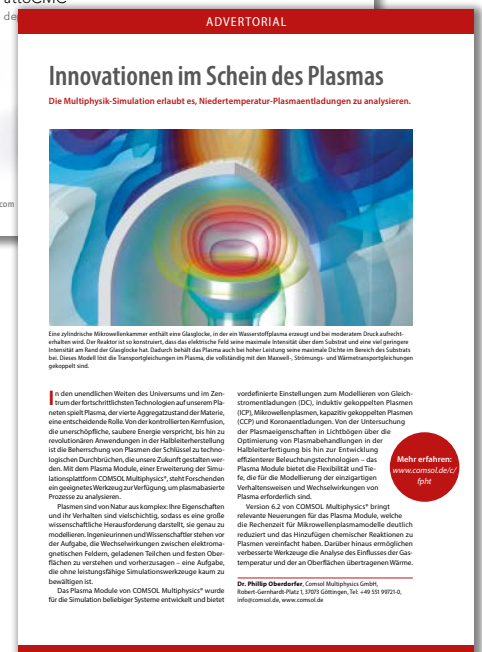 ADVERTORIAL
Innovationen im Schein des Plasmas
Die Multiphysik-Simulation erlaubt es, Niedertemperatur-Plasmaentladungen zu analysieren.
com
Eine zylindrische Mikrowellenkammer enthält eine Glasglocke, in der ein Wasserstoffplasma erzeugt und bei moderatem Druck aufrecht-
erhalten wird. Der Reaktor ist so konstruiert, dass das elektrische Feld seine maximale Intensität über dem Substrat und eine viel geringere
Intensität am Rand der Glasglocke hat. Dadurch behält das Plasma auch bei hoher Leistung seine maximale Dichte im Bereich des Substrats
bei. Dieses Modell löst die Transportgleichungen im Plasma, die vollständig mit den Maxwell-, Strömungs- und Wärmetransportgleichungen
gekoppelt sind.
In den unendlichen Weiten des Universums und im Zen-
trum der fortschrittlichsten Technologien auf unserem Pla-
neten spielt Plasma, der vierte Aggregatzustand der Materie,
eine entscheidende Rolle. Von der kontrollierten Kernfusion,
die unerschöpfliche, saubere Energie verspricht, bis hin zu
revolutionären Anwendungen in der Halbleiterherstellung
ist die Beherrschung von Plasmen der Schlüssel zu techno-
logischen Durchbrüchen, die unsere Zukunft gestalten wer-
den. Mit dem Plasma Module, einer Erweiterung der Simu-
lationsplattform COMSOL Multiphysics®, steht Forschenden
ein geeignetes Werkzeug zur Verfügung, um plasmabasierte
Prozesse zu analysieren.
Plasmen sind von Natur aus komplex: Ihre Eigenschaften
und ihr Verhalten sind vielschichtig, sodass es eine große
wissenschaftliche Herausforderung darstellt, sie genau zu
modellieren. Ingenieurinnen und Wissenschaftler stehen vor
der Aufgabe, die Wechselwirkungen zwischen elektroma-
gnetischen Feldern, geladenen Teilchen und festen Ober-
flächen zu verstehen und vorherzusagen – eine Aufgabe,
die ohne leistungsfähige Simulationswerkzeuge kaum zu
bewältigen ist.
Das Plasma Module von COMSOL Multiphysics® wurde
für die Simulation beliebiger Systeme entwickelt und bietet
vordefinierte Einstellungen zum Modellieren von Gleich-
stromentladungen (DC), induktiv gekoppelten Plasmen
(ICP), Mikrowellenplasmen, kapazitiv gekoppelten Plasmen
(CCP) und Koronaentladungen. Von der Untersuchung
der Plasmaeigenschaften in Lichtbögen über die
Optimierung von Plasmabehandlungen in der
Halbleiterfertigung bis hin zur Entwicklung
effizienterer Beleuchtungstechnologien – das
Plasma Module bietet die Flexibilität und Tie-
fe, die für die Modellierung der einzigartigen
Verhaltensweisen und Wechselwirkungen von
Plasma erforderlich sind.
Version 6.2 von COMSOL Multiphysics® bringt
relevante Neuerungen für das Plasma Module, welche
die Rechenzeit für Mikrowellenplasmamodelle deutlich
reduziert und das Hinzufügen chemischer Reaktionen zu
Plasmen vereinfacht haben. Darüber hinaus ermöglichen
verbesserte Werkzeuge die Analyse des Einflusses der Gas-
temperatur und der an Oberflächen übertragenen Wärme.
Mehr erfahren:
www.comsol.de/c/
fpht
Dr. Phillip Oberdorfer, Comsol Multiphysics GmbH,
Robert-Gernhardt-Platz 1, 37073 Göttingen, Tel: +49 551 99721-0,
info@comsol.de, www.comsol.de